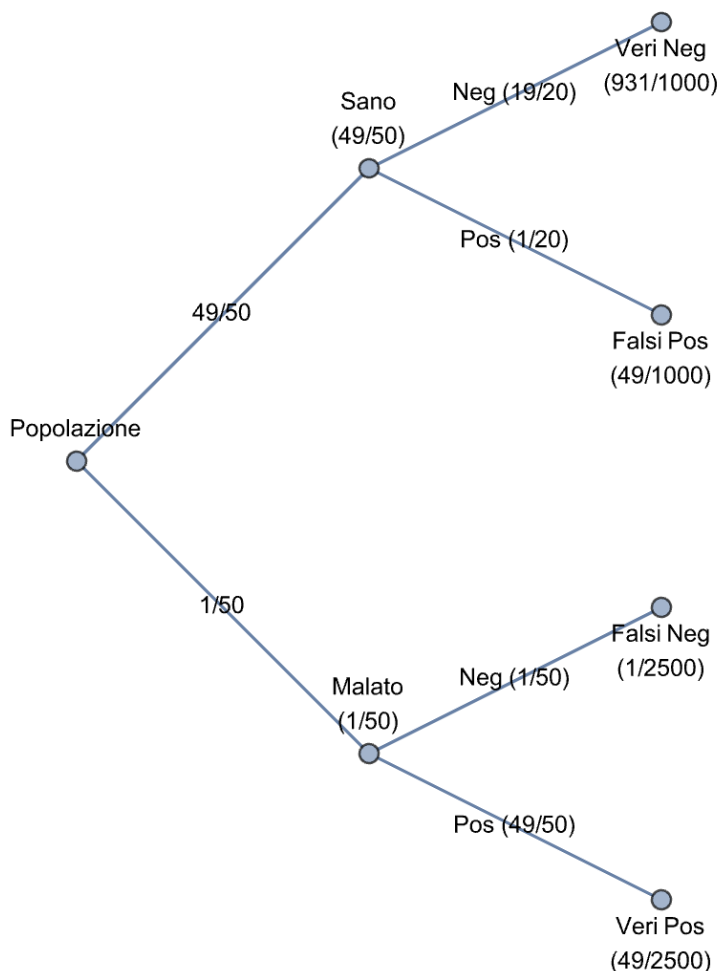 Veri Neg
(931/1000)
Neg (19/20)
Sano
(49/50)
Pos (1/20)
Falsi Pos
(49/1000)
49/50
Popolazione
1/50
Falsi Neg
(1/2500)
Neg (1/50)
Malato
(1/50)
Pos (49/50)
Veri Pos
(49/2500)